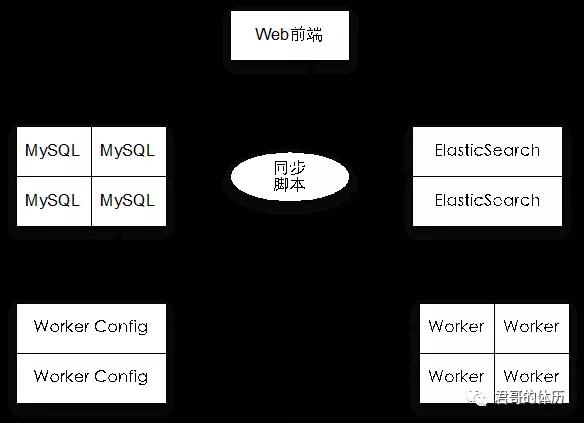 Web前端
MySQL MySQL
MySQL MySQL
同步
脚本
ElasticSearch
ElasticSearch
Worker Config
Worker Config
Worker Worker
Worker Worker
君哥的体历